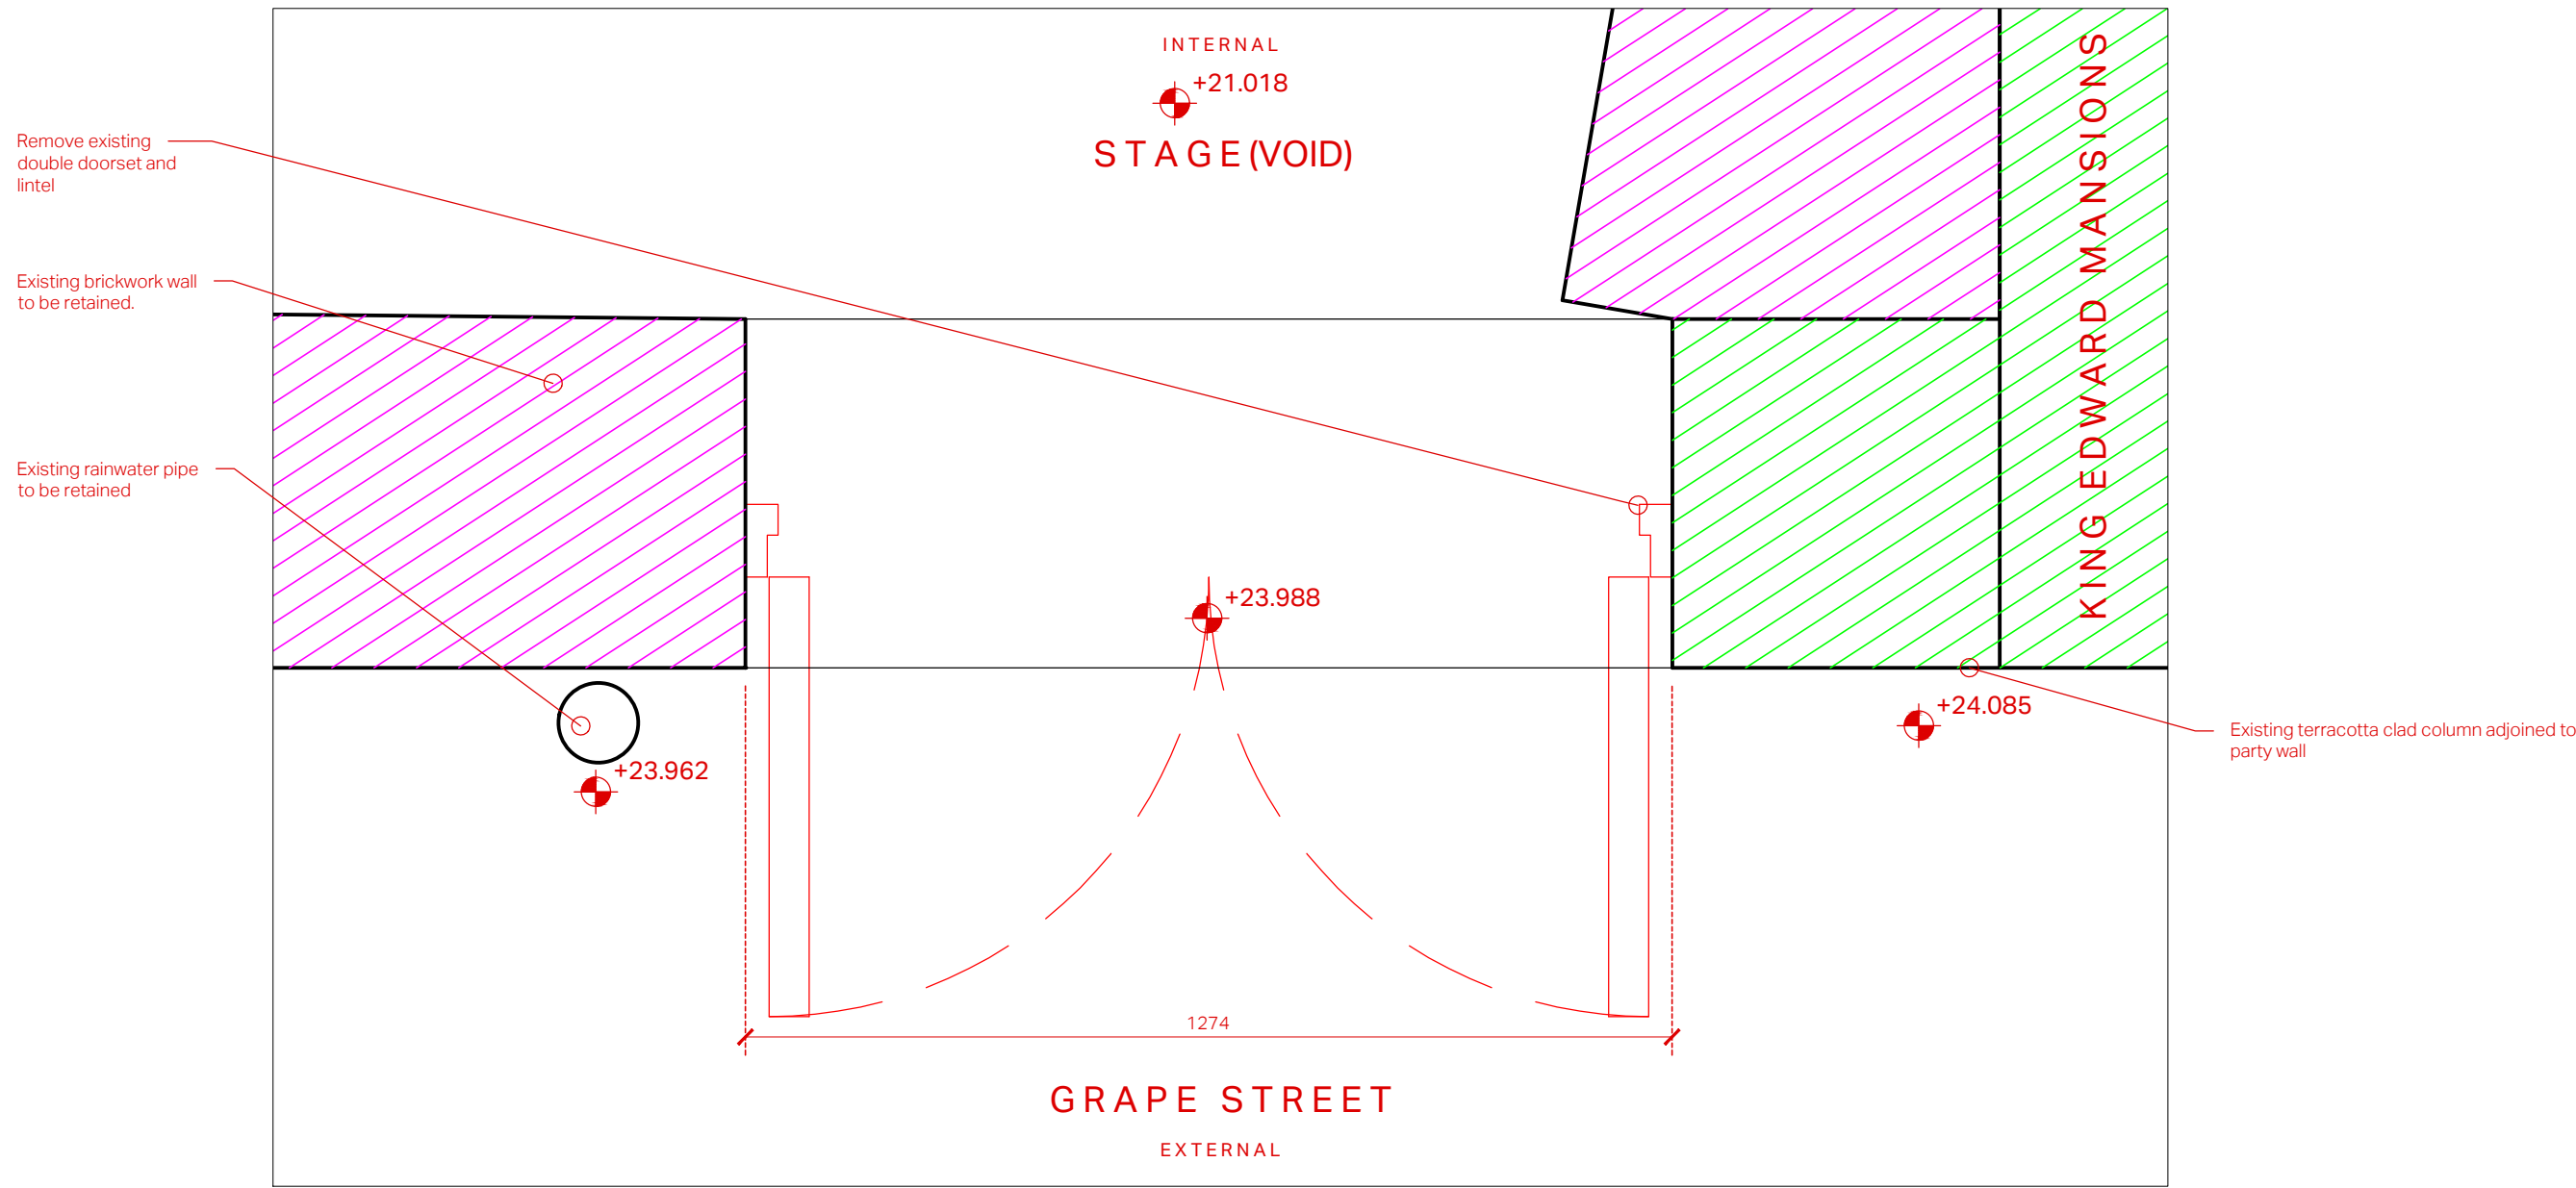 INTERNAL
+21.018
STAGE (VOID)
KING EDWARD MANSIONS
Remove existing
double doorset and
lintel
Existing brickwork wall
to be retained.
Existing rainwater pipe
to be retained
+23.988
+24.085
Existing terracotta clad column adjoined to
party wall
+23.962
1274
GRAPE STREET
EXTERNAL